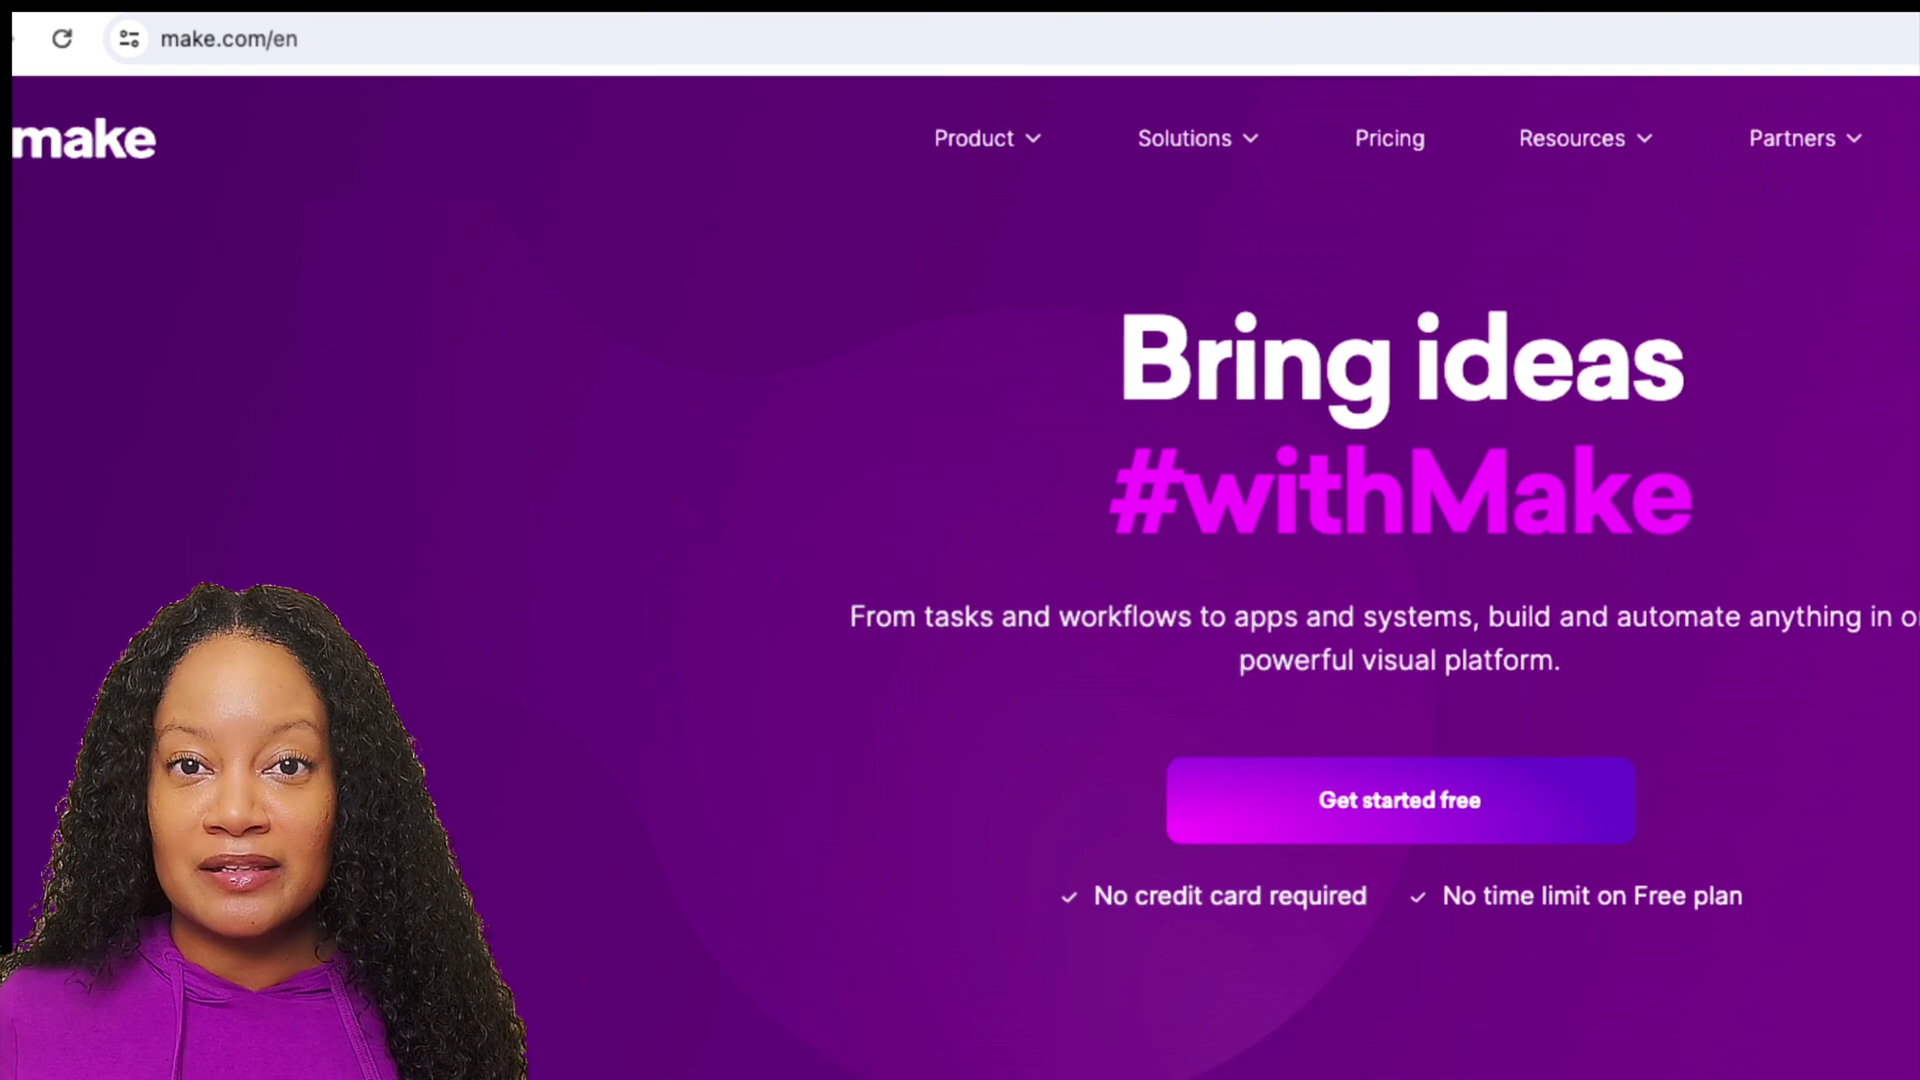 make.com/en
make
Product
Solutions
Pricing
Resources
Partners
Bring ideas
#withMake
From tasks and workflows to apps and systems, build and automate anything in
powerful visual platform.
Get started free
No credit card required
No time limit on Free plan